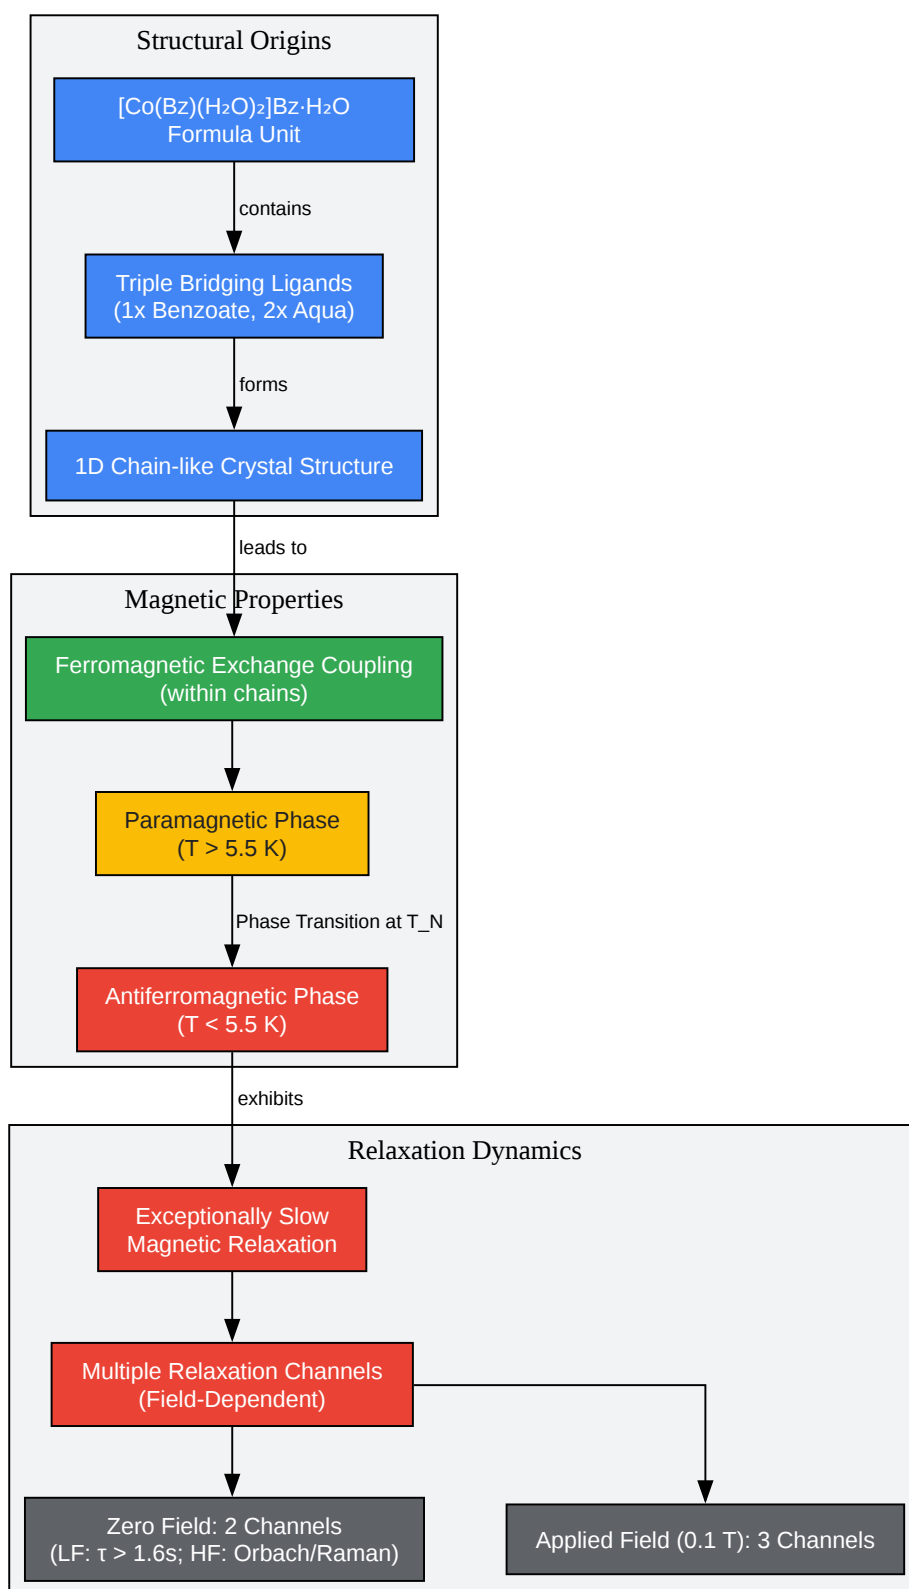 Structural Origins
[Co(Bz)(H₂O)₂]Bz·H₂O
Formula Unit
contains
Triple Bridging Ligands
(1x Benzoate, 2x Aqua)
forms
1D Chain-like Crystal Structure
leads to
Magnetic Properties
Ferromagnetic Exchange Coupling
(within chains)
Paramagnetic Phase
(T > 5.5 K)
Phase Transition at T_N
Antiferromagnetic Phase
(T < 5.5 K)
exhibits
Relaxation Dynamics
Exceptionally Slow
Magnetic Relaxation
Multiple Relaxation Channels
(Field-Dependent)
Zero Field: 2 Channels
(LF: τ > 1.6s; HF: Orbach/Raman)
Applied Field (0.1 T): 3 Channels